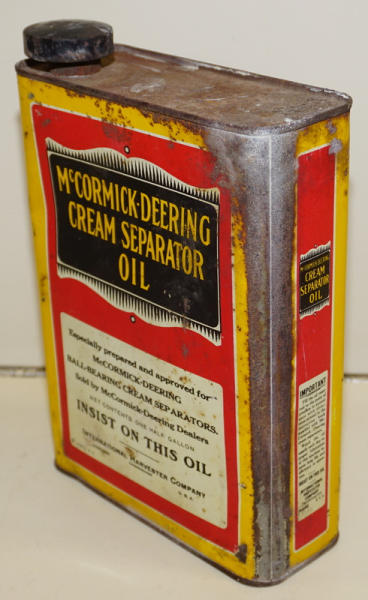 McCORMICK-DEERING
CREAM SEPARATOR
OIL
Especially prepared and approved for
McCORMICK-DEERING
BALL-BEARING CREAM SEPARATORS.
Sold by McCormick-Deering Dealers
NET CONTENTS ONE HALF GALLON
INSIST ON THIS OIL
INTERNATIONAL HARVESTER COMPANY
U.S.A.
McCORMICK-DEERING
CREAM
SEPARATOR
OIL
IMPORTANT